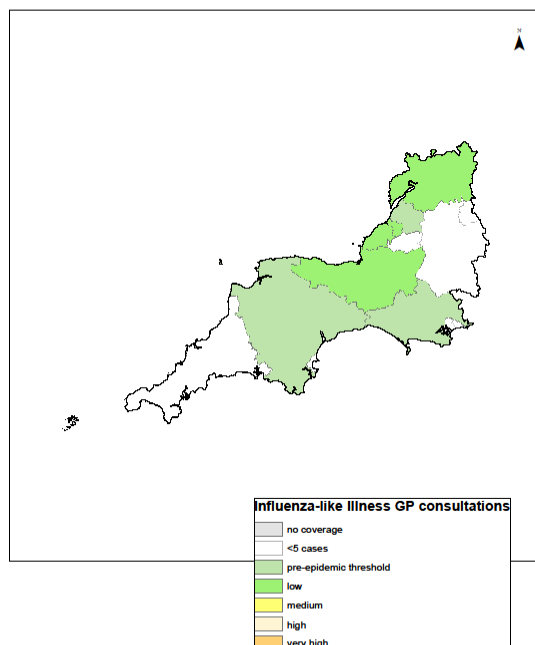 N
Influenza-like Illness GP consultations
no coverage
<5 cases
pre-epidemic threshold
low
medium
high
very high